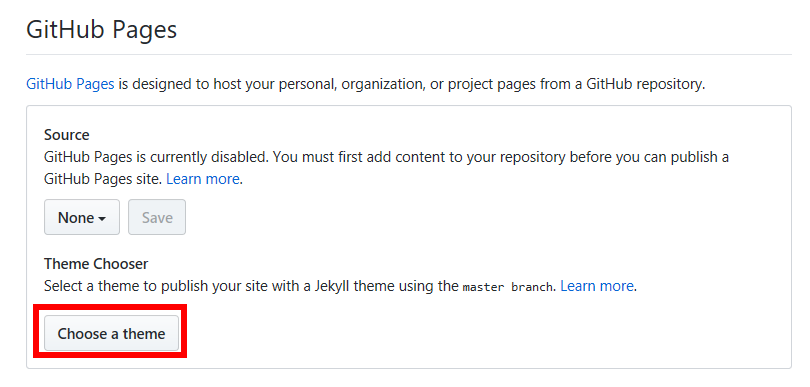 GitHub Pages
GitHub Pages is designed to host your personal, organization, or project pages from a GitHub repository.
Source
GitHub Pages is currently disabled. You must first add content to your repository before you can publish a
GitHub Pages site. Learn more.
None Save
Theme Chooser
Select a theme to publish your site with a Jekyll theme using the master branch. Learn more.
Choose a theme